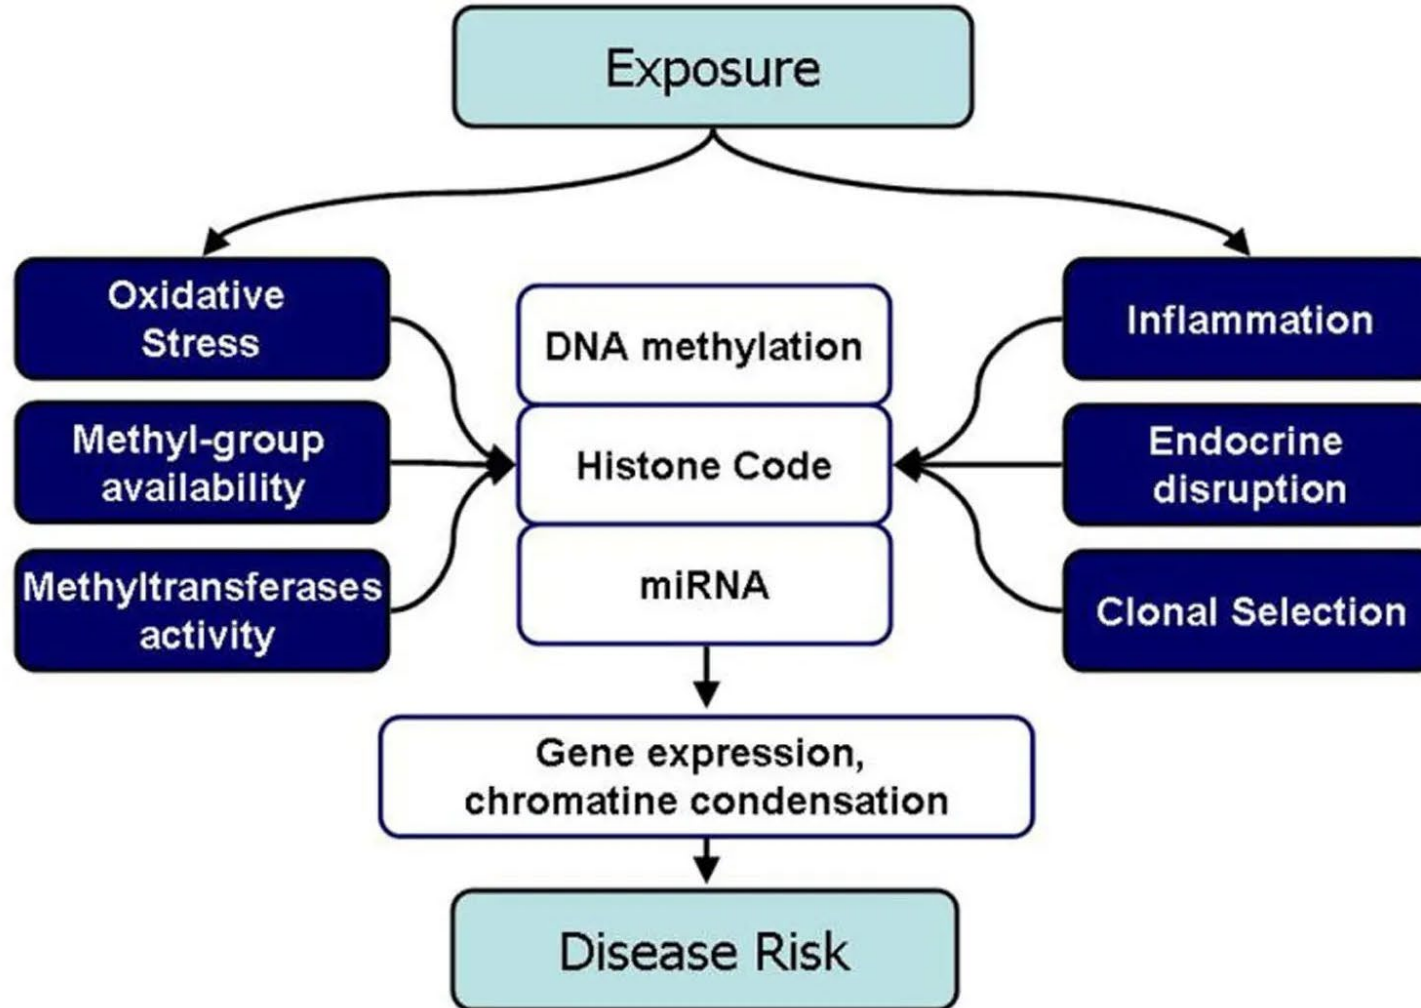 Exposure
Oxidative
Stress
Methyl-group
availability
Methyltransferases
activity
DNA methylation
Histone Code
miRNA
Inflammation
Endocrine
disruption
Clonal Selection
Gene expression,
chromatine condensation
Disease Risk